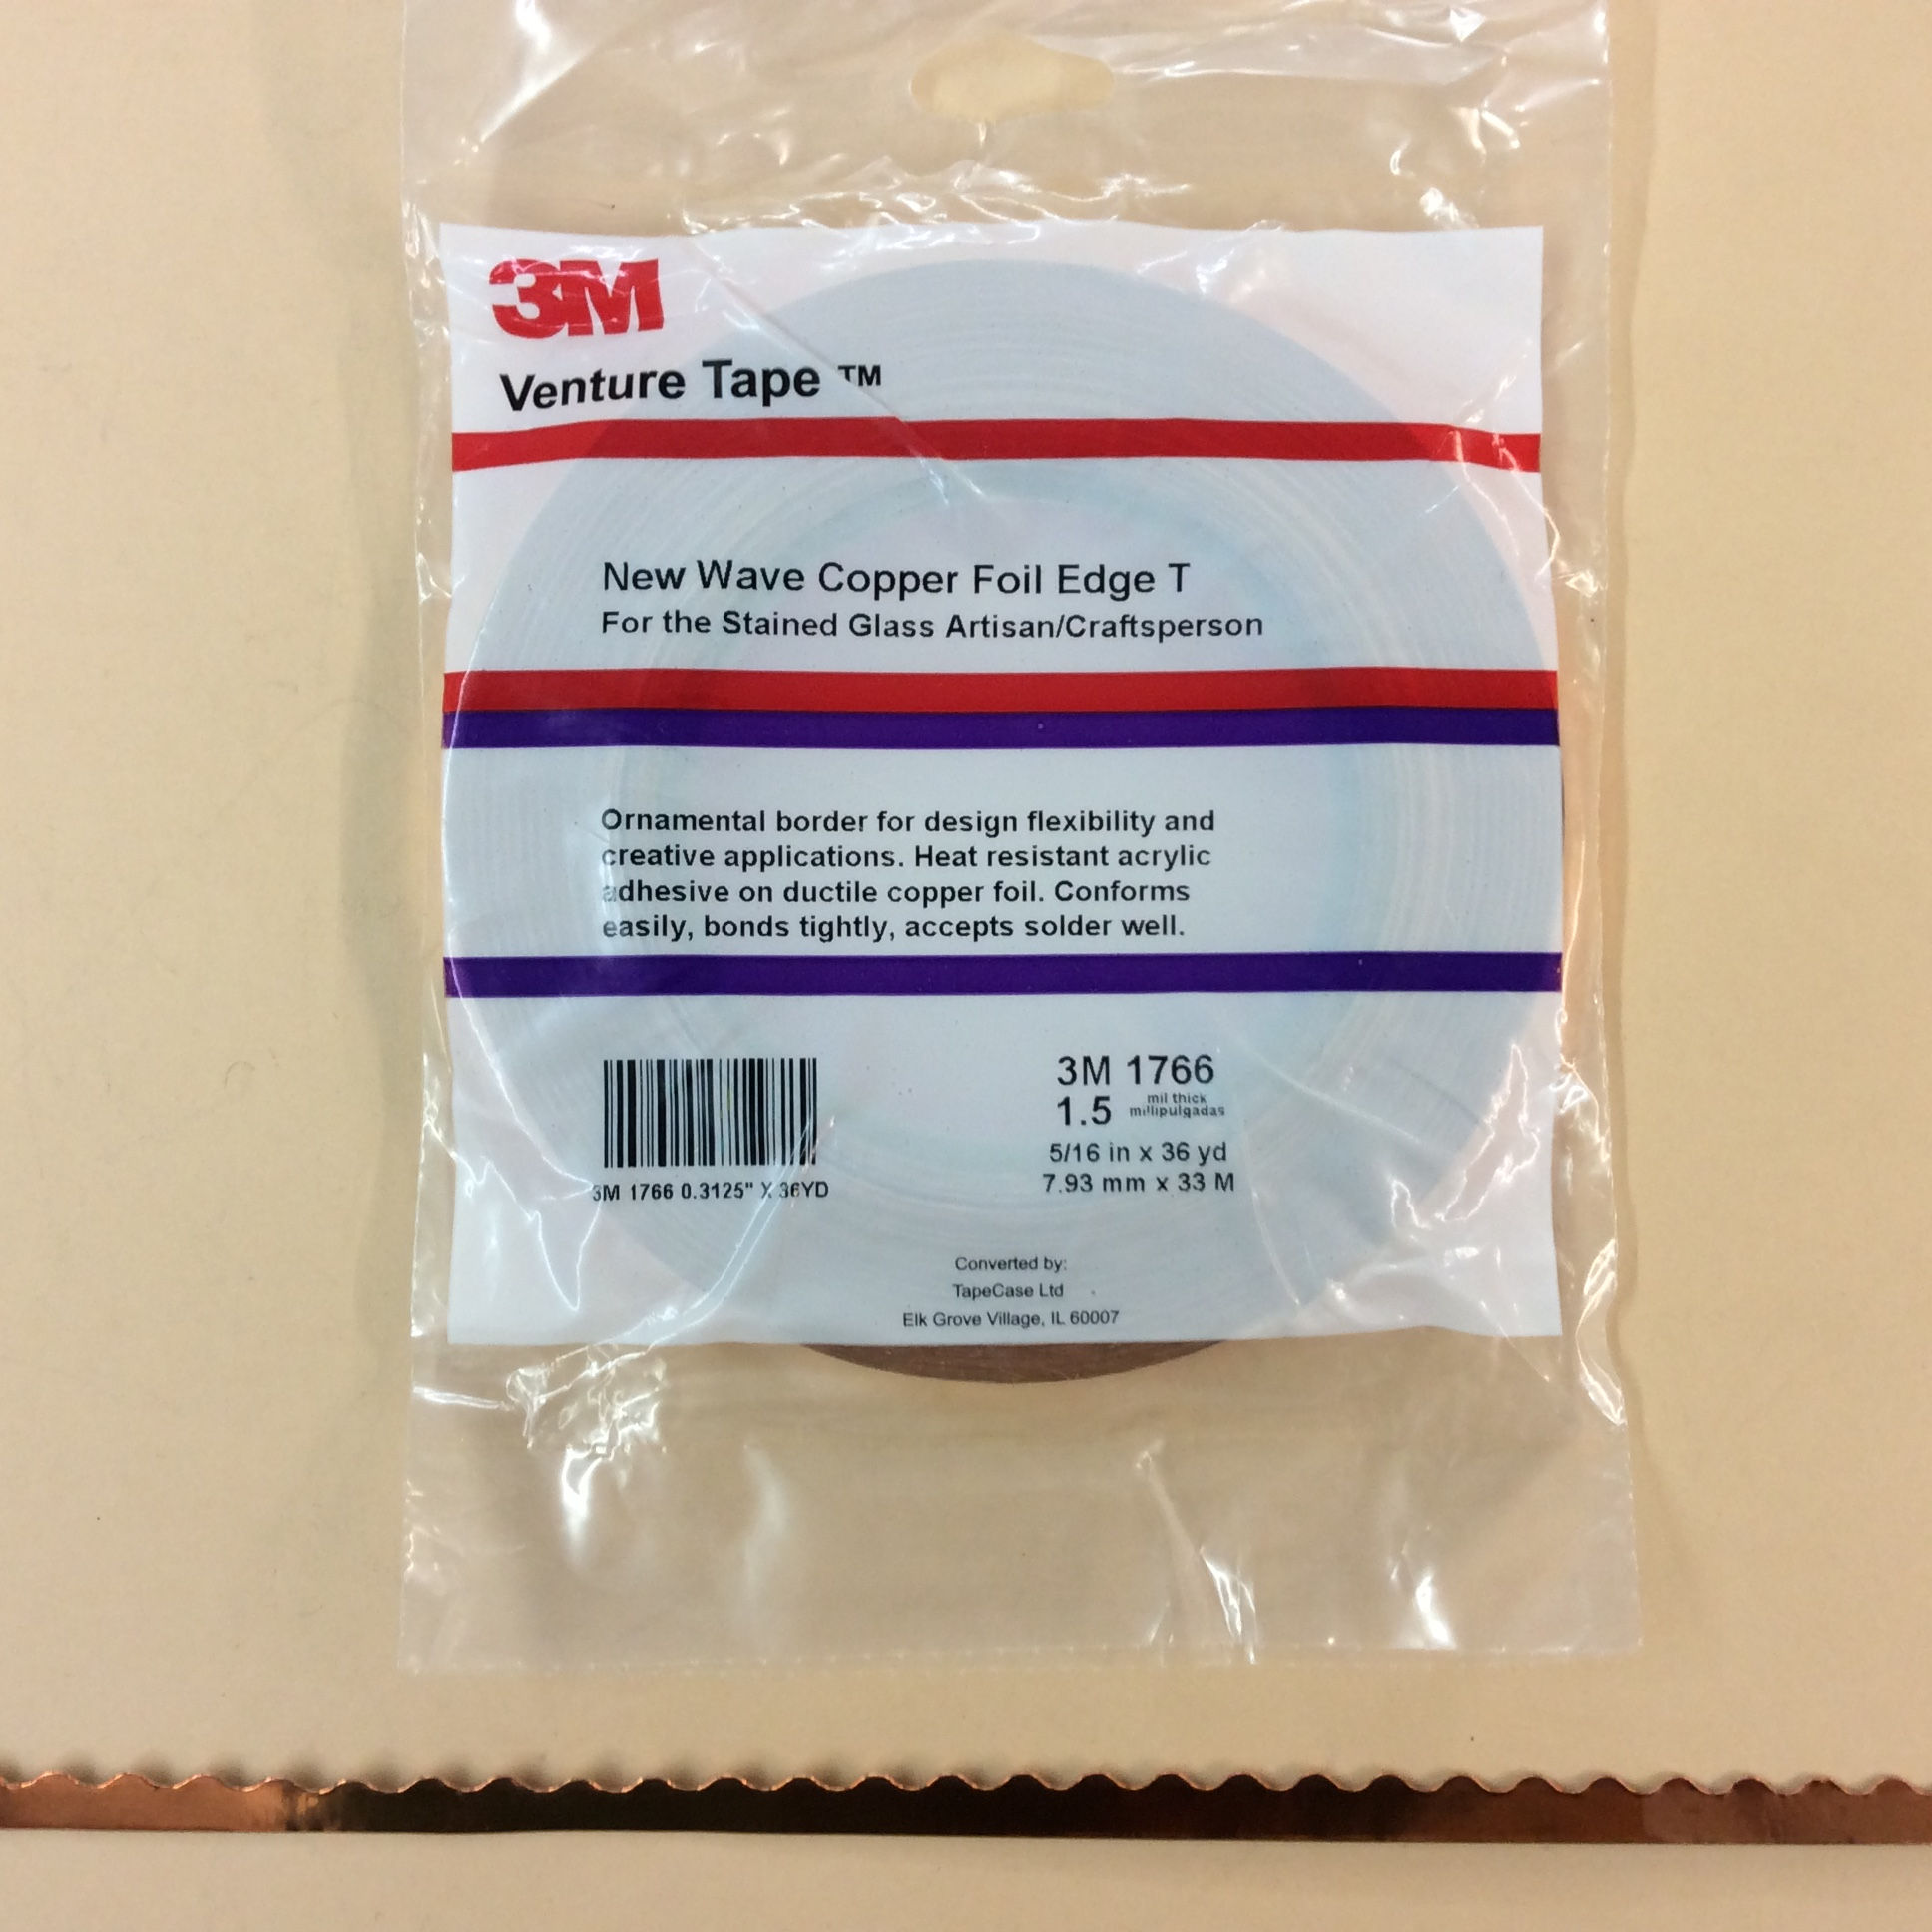 3M
Venture Tape ™
New Wave Copper Foil Edge T
For the Stained Glass Artisan/Craftsperson
Ornamental border for design flexibility and
creative applications. Heat resistant acrylic
adhesive on ductile copper foil. Conforms
easily, bonds tightly, accepts solder well.
3M 1766 0.3125" X 36YD
3M 1766
1.5 mil thick
millipulgadas
5/16 in x 36 yd
7.93 mm x 33 M
Converted by:
TapeCase Ltd
Elk Grove Village, IL 60007